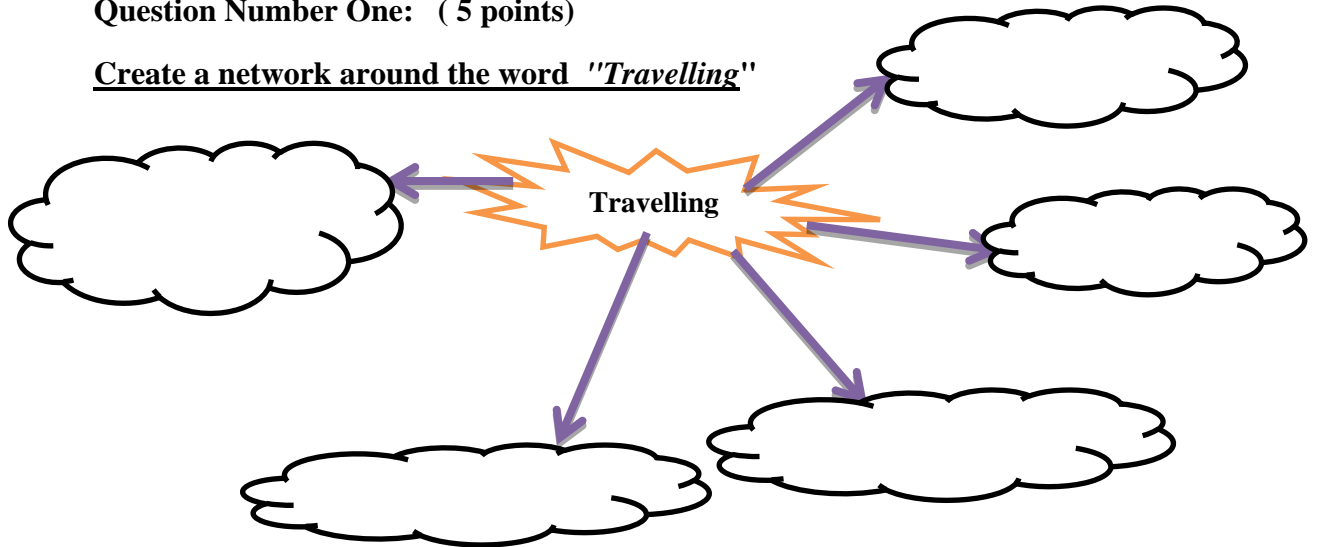 Question Number One: ( 5 points)
Create a network around the word "Travelling"
Travelling